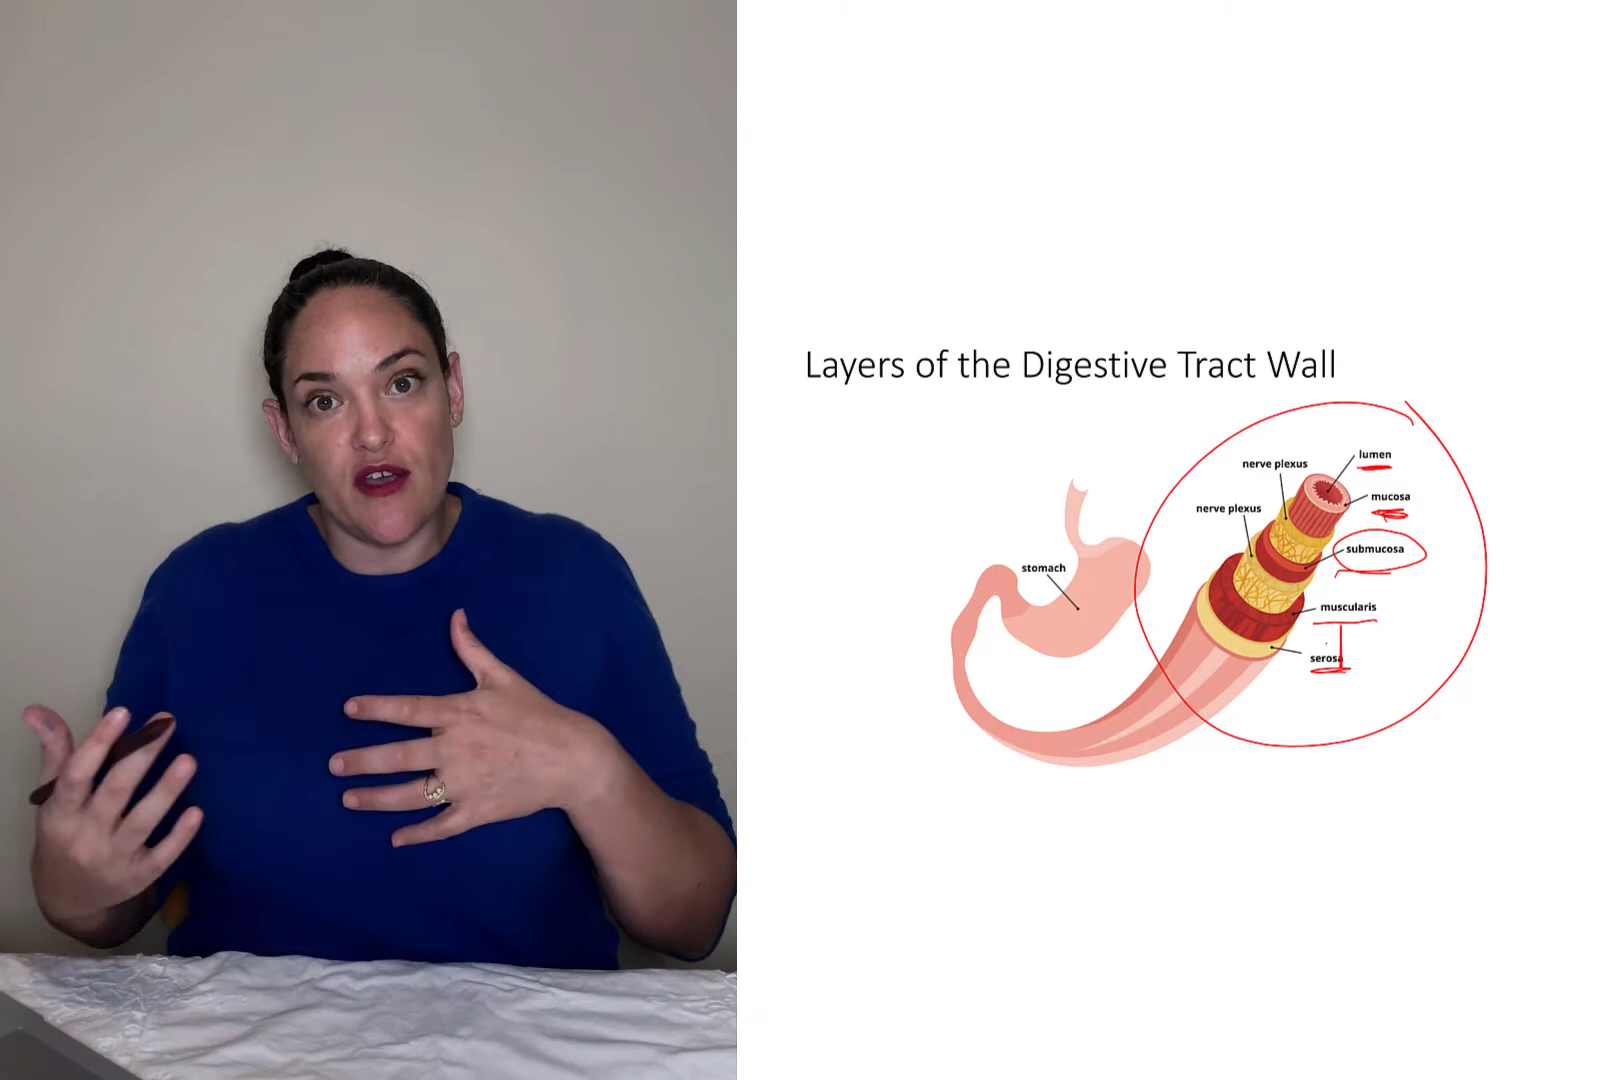 Layers of the Digestive Tract Wall
lumen
nerve plexus
mucosa
nerve plexus
submucosa
stomach
muscularis
serosa